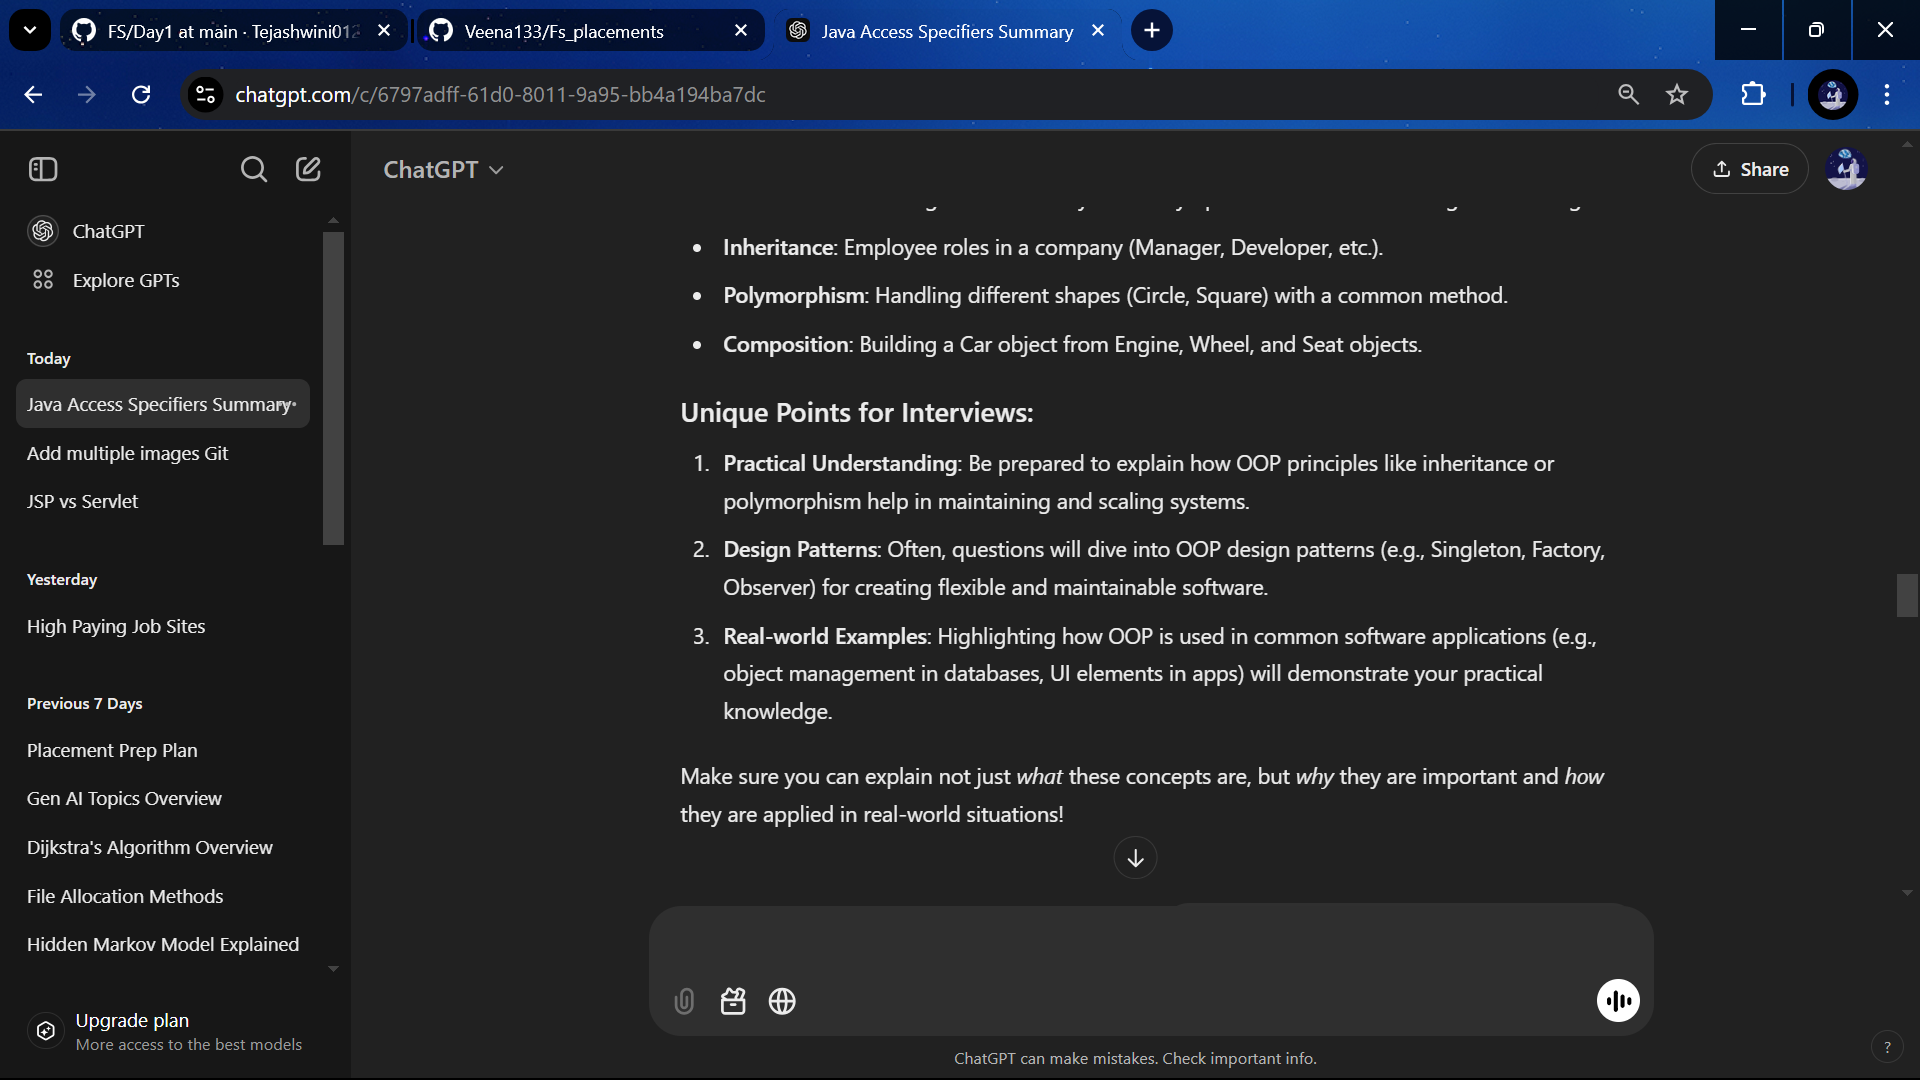 FS/Day1 at main · Tejashwini012
Veena133/Fs_placements
Java Access Specifiers Summary
chatgpt.com/c/6797adff-61d0-8011-9a95-bb4a194ba7dc
ChatGPT
Explore GPTs
Today
Java Access Specifiers Summary
Add multiple images Git
JSP vs Servlet
Yesterday
High Paying Job Sites
Previous 7 Days
Placement Prep Plan
Gen AI Topics Overview
Dijkstra's Algorithm Overview
File Allocation Methods
Hidden Markov Model Explained
Upgrade plan
More access to the best models
ChatGPT
Share
• Inheritance: Employee roles in a company (Manager, Developer, etc.).
• Polymorphism: Handling different shapes (Circle, Square) with a common method.
• Composition: Building a Car object from Engine, Wheel, and Seat objects.
Unique Points for Interviews:
1. Practical Understanding: Be prepared to explain how OOP principles like inheritance or
polymorphism help in maintaining and scaling systems.
2. Design Patterns: Often, questions will dive into OOP design patterns (e.g., Singleton, Factory,
Observer) for creating flexible and maintainable software.
3. Real-world Examples: Highlighting how OOP is used in common software applications (e.g.,
object management in databases, UI elements in apps) will demonstrate your practical
knowledge.
Make sure you can explain not just what these concepts are, but why they are important and how
they are applied in real-world situations!
ChatGPT can make mistakes. Check important info.
?